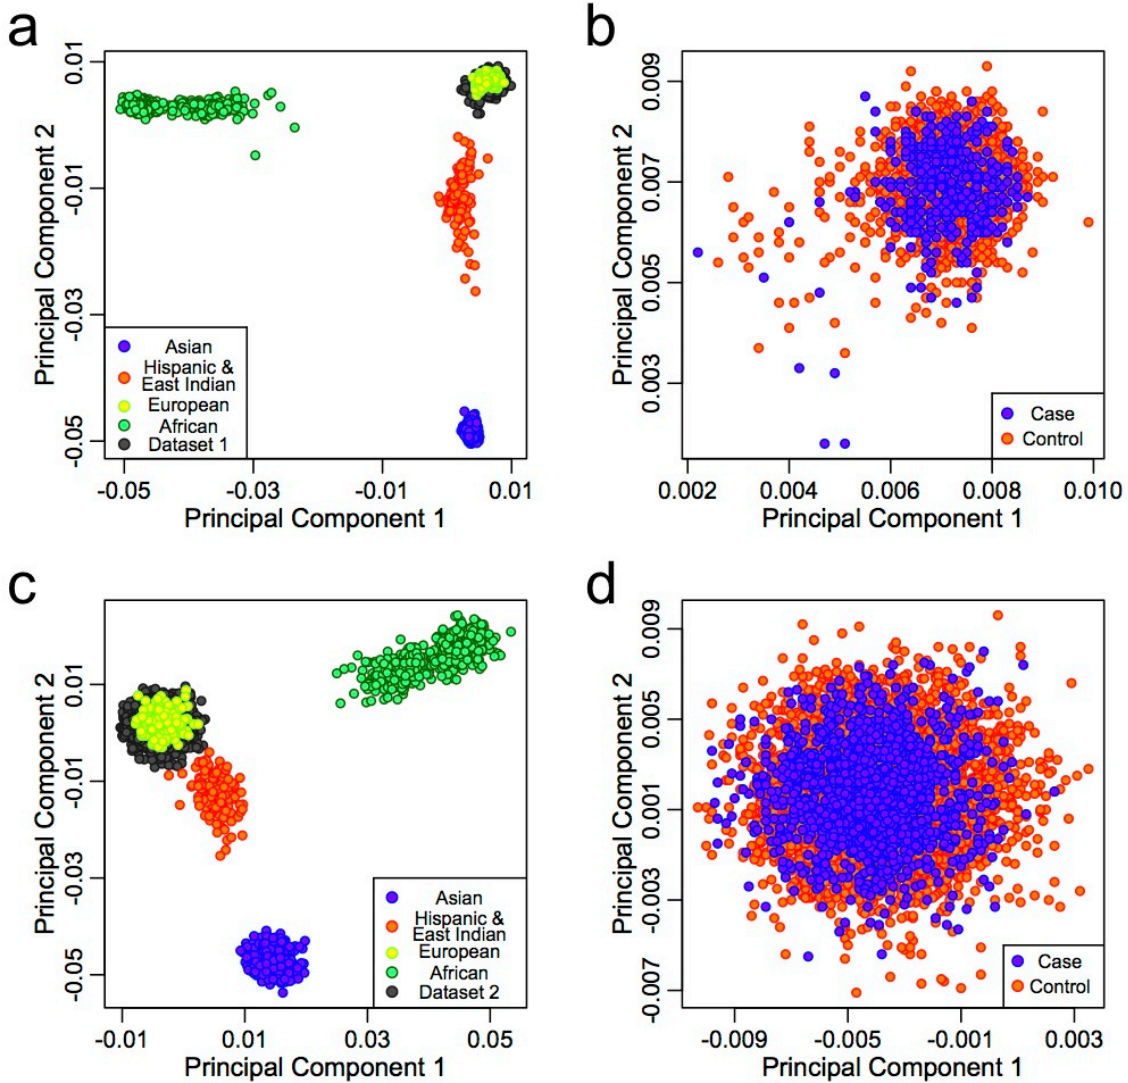 a
0.01
-0.01
-0.03
-0.05
Principal Component 2
Asian
Hispanic &
East Indian
European
African
Dataset 1
-0.05
-0.03
-0.01
0.01
Principal Component 1
b
0.009
0.007
0.005
0.003
Principal Component 2
Case
Control
0.002
0.004
0.006
0.008
0.010
Principal Component 1
c
0.01
-0.01
-0.03
-0.05
Principal Component 2
Asian
Hispanic &
East Indian
European
African
Dataset 2
-0.01
0.01
0.03
0.05
Principal Component 1
d
0.009
0.005
0.001
-0.003
-0.07
Principal Component 2
Case
Control
-0.009
-0.005
-0.001
0.003
Principal Component 1